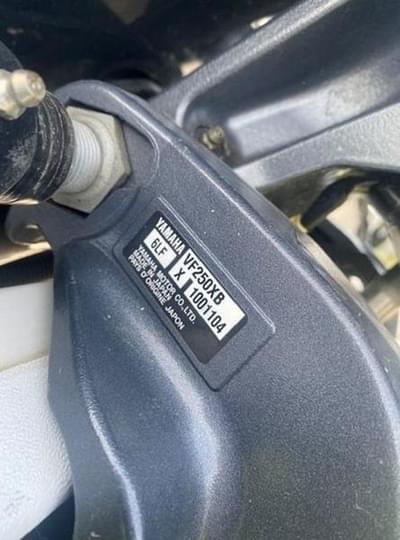 YAMAHA VF250XB
6LF X 1001104
YAMAHA MOTOR CO., LTD.
MADE IN JAPAN
PAYS D'ORIGINE JAPON